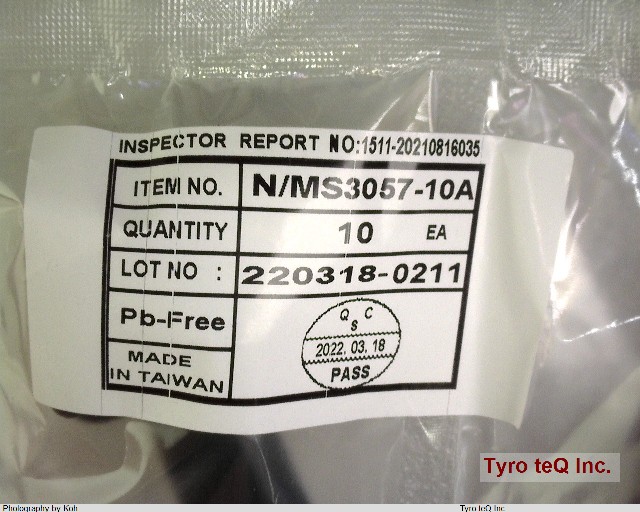 INSPECTOR REPORT NO:1511-20210816035
ITEM NO. N/MS3057-10A
QUANTITY 10 EA
LOT NO : 220318-0211
Pb-Free
MADE
IN TAIWAN
Q C
S
2022. 03. 18
PASS
Tyro teQ Inc.
Photography by Koh
Tyro teQ Inc